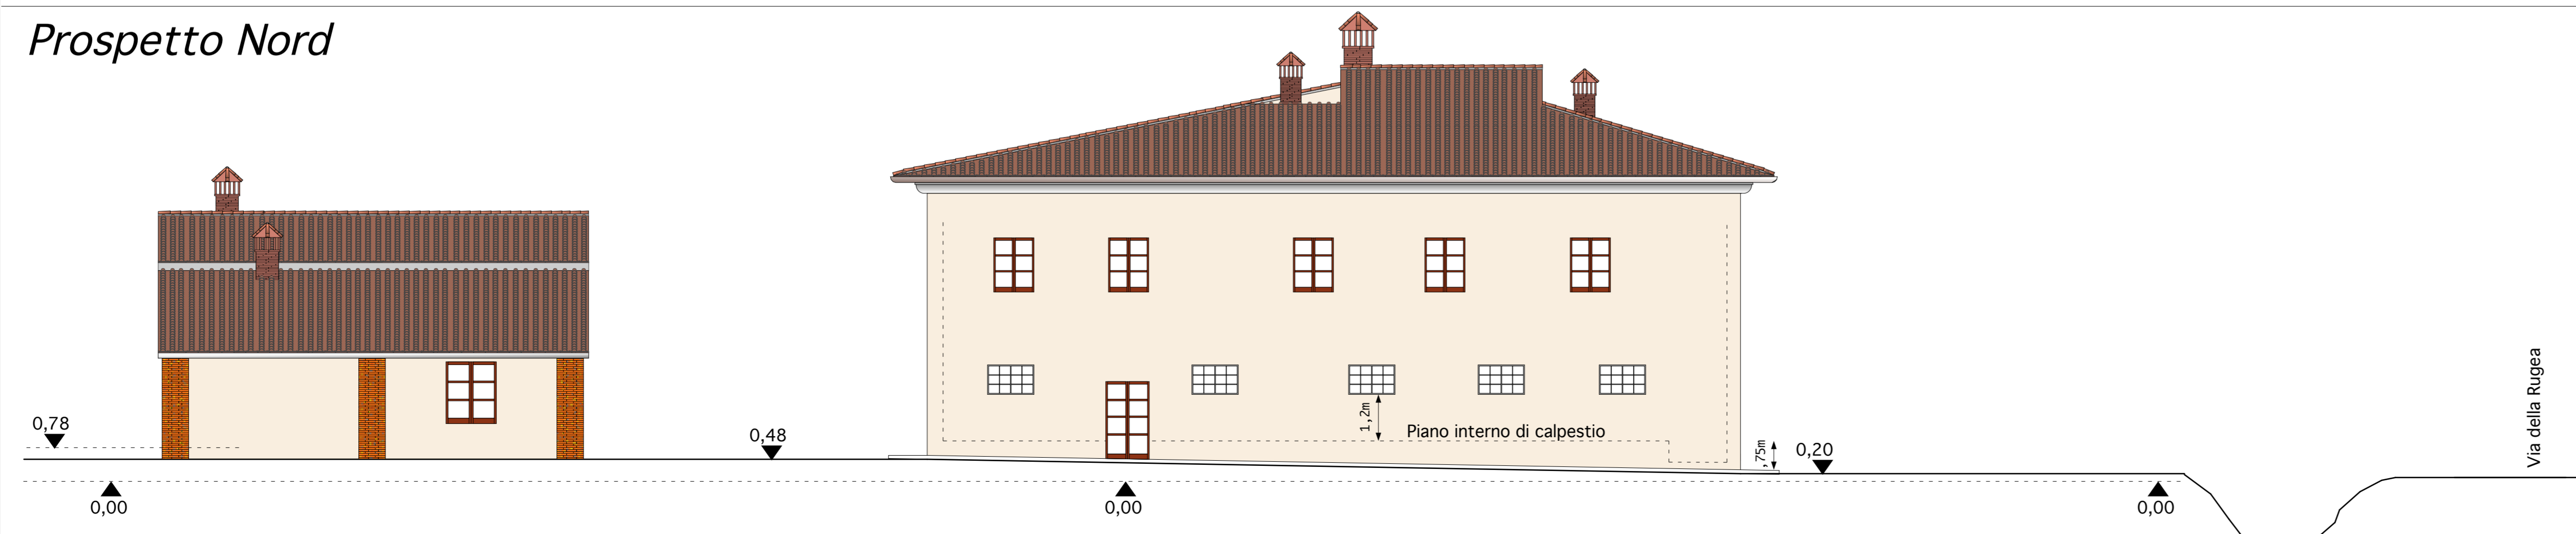 Prospetto Nord
0,78
0,48
1,2m
Piano interno di calpestio
,75m
0,20
Via della Rugea
0,00
0,00
0,00